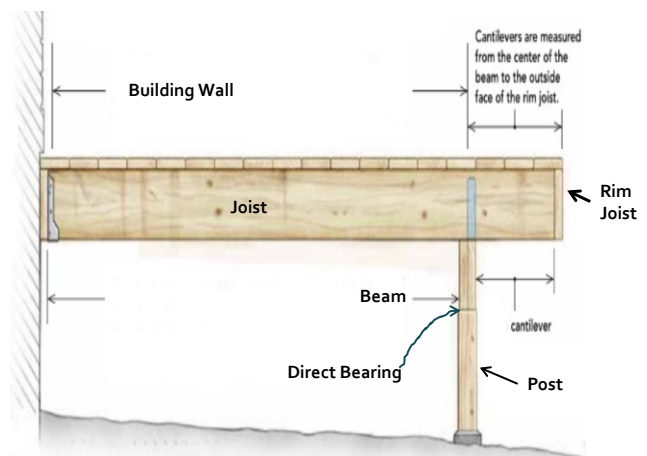 Cantilevers are measured
from the center of the
beam to the outside
face of the rim joist.
Building Wall
Rim
Joist
Joist
Beam
cantilever
Direct Bearing
Post